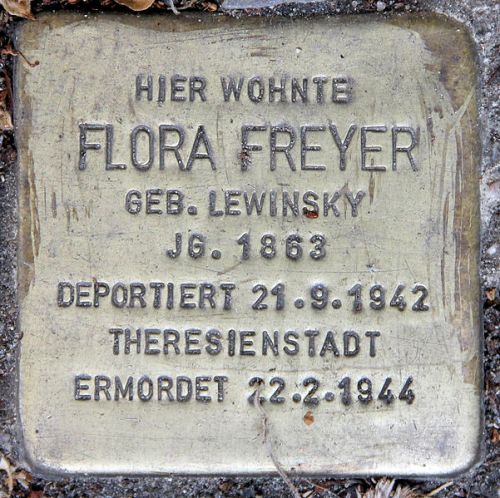 HIER WOHNTE
FLORA FREYER
GEB. LEWINSKY
JG. 1863
DEPORTIERT 21.9.1942
THERESIENSTADT
ERMORDET 22.2.1944